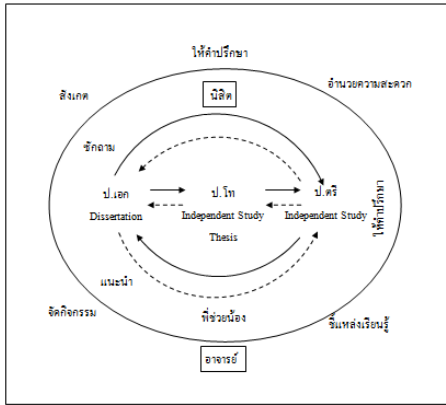 ให้คำปรึกษา
อำนวยความสะดวก
สังเกต
นิสิต
ซักถาม
ป.เอก
ป.โท
ป.ตรี
Dissertation
Independent Study
Independent Study
Thesis
ให้คำปรึกษา
แนะนำ
จัดกิจกรรม
พี่ช่วยน้อง
ชี้แหล่งเรียนรู้
อาจารย์